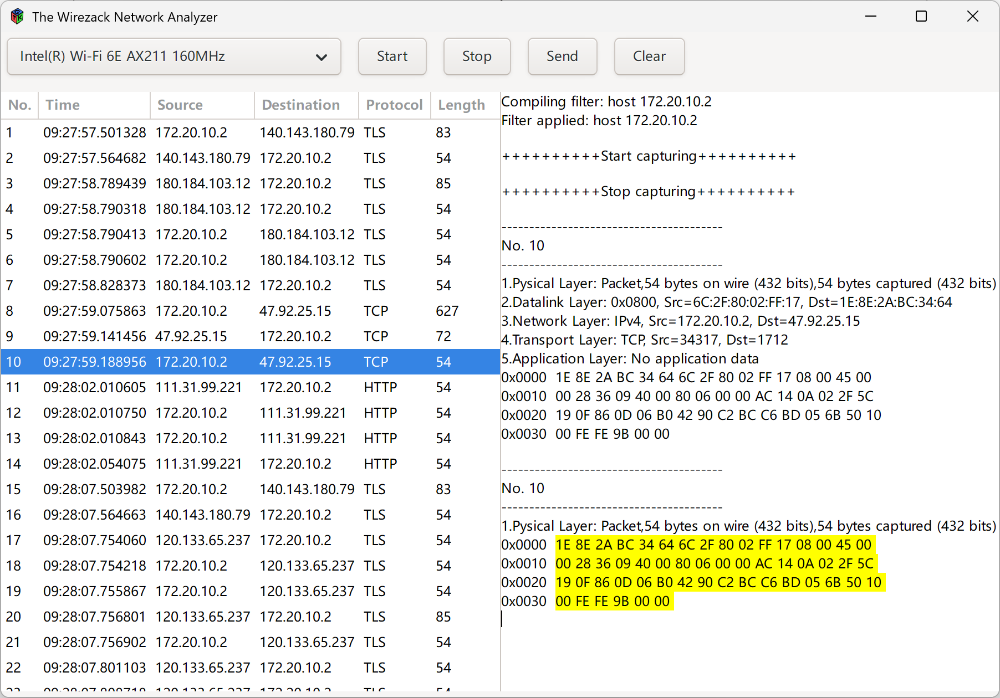 The Wirezack Network Analyzer
Intel(R) Wi-Fi 6E AX211 160MHz Start Stop Send Clear
No. Time Source Destination Protocol Length
1 09:27:57.501328 172.20.10.2 140.143.180.79 TLS 83
2 09:27:57.564682 140.143.180.79 172.20.10.2 TLS 54
3 09:27:58.789439 180.184.103.12 172.20.10.2 TLS 85
4 09:27:58.790318 180.184.103.12 172.20.10.2 TLS 54
5 09:27:58.790413 172.20.10.2 180.184.103.12 TLS 54
6 09:27:58.790602 172.20.10.2 180.184.103.12 TLS 54
7 09:27:58.828373 180.184.103.12 172.20.10.2 TLS 54
8 09:27:59.075863 172.20.10.2 47.92.25.15 TCP 627
9 09:27:59.141456 47.92.25.15 172.20.10.2 TCP 72
10 09:27:59.188956 172.20.10.2 47.92.25.15 TCP 54
11 09:28:02.010605 111.31.99.221 172.20.10.2 HTTP 54
12 09:28:02.010750 172.20.10.2 111.31.99.221 HTTP 54
13 09:28:02.010843 172.20.10.2 111.31.99.221 HTTP 54
14 09:28:02.054075 111.31.99.221 172.20.10.2 HTTP 54
15 09:28:07.503982 172.20.10.2 140.143.180.79 TLS 83
16 09:28:07.564663 140.143.180.79 172.20.10.2 TLS 54
17 09:28:07.754060 120.133.65.237 172.20.10.2 TLS 54
18 09:28:07.754218 172.20.10.2 120.133.65.237 TLS 54
19 09:28:07.755867 172.20.10.2 120.133.65.237 TLS 54
20 09:28:07.756801 120.133.65.237 172.20.10.2 TLS 85
21 09:28:07.756902 172.20.10.2 120.133.65.237 TLS 54
22 09:28:07.801103 120.133.65.237 172.20.10.2 TLS 54
Compiling filter: host 172.20.10.2
Filter applied: host 172.20.10.2
++++++++++Start capturing++++++++++
++++++++++Stop capturing++++++++++
----------------------------------------
No. 10
----------------------------------------
1.Pysical Layer: Packet,54 bytes on wire (432 bits),54 bytes captured (432 bits)
2.Datalink Layer: 0x0800, Src=6C:2F:80:02:FF:17, Dst=1E:8E:2A:BC:34:64
3.Network Layer: IPv4, Src=172.20.10.2, Dst=47.92.25.15
4.Transport Layer: TCP, Src=34317, Dst=1712
5.Application Layer: No application data
0x0000 1E 8E 2A BC 34 64 6C 2F 80 02 FF 17 08 00 45 00
0x0010 00 28 36 09 40 00 80 06 00 00 AC 14 0A 02 2F 5C
0x0020 19 0F 86 0D 06 B0 42 90 C2 BC C6 BD 05 6B 50 10
0x0030 00 FE FE 9B 00 00
----------------------------------------
No. 10
----------------------------------------
1.Pysical Layer: Packet,54 bytes on wire (432 bits),54 bytes captured (432 bits)
0x0000 1E 8E 2A BC 34 64 6C 2F 80 02 FF 17 08 00 45 00
0x0010 00 28 36 09 40 00 80 06 00 00 AC 14 0A 02 2F 5C
0x0020 19 0F 86 0D 06 B0 42 90 C2 BC C6 BD 05 6B 50 10
0x0030 00 FE FE 9B 00 00